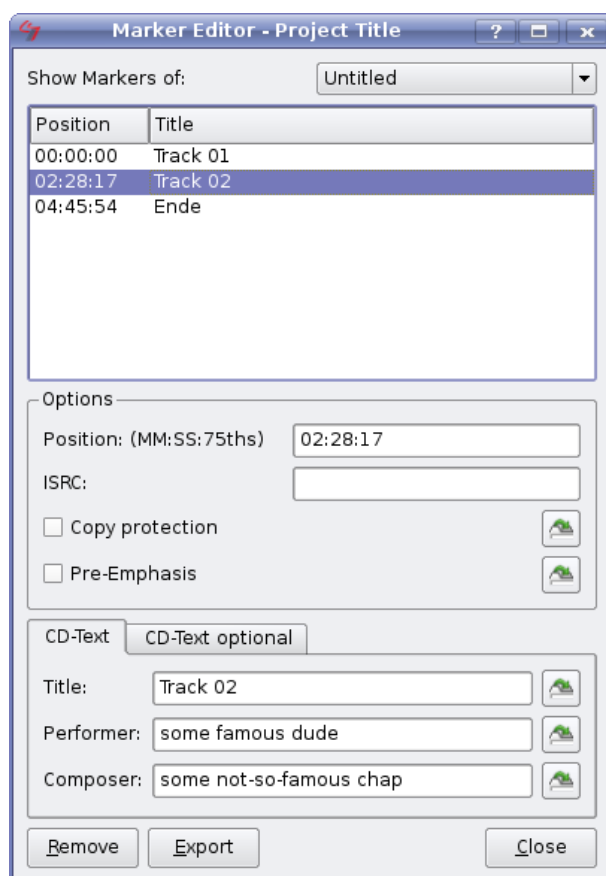 Marker Editor - Project Title
Show Markers of: Untitled
Position Title
00:00:00 Track 01
02:28:17 Track 02
04:45:54 Ende
Options
Position: (MM:SS:75ths) 02:28:17
ISRC:
Copy protection
Pre-Emphasis
CD-Text CD-Text optional
Title: Track 02
Performer: some famous dude
Composer: some not-so-famous chap
Remove Export Close